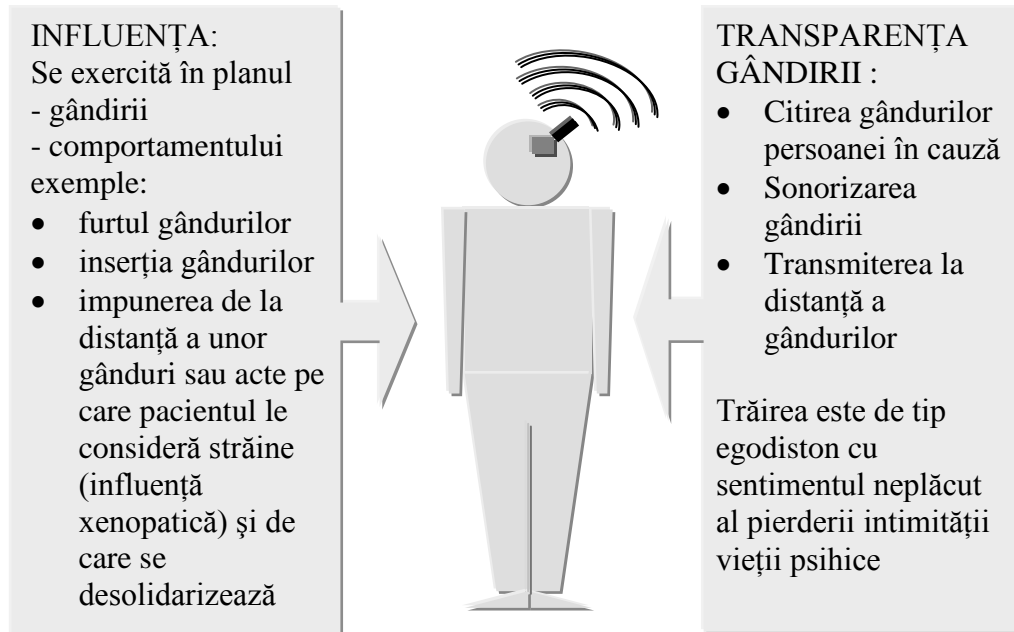 INFLUENȚA:
Se exercită în planul
- gândirii
- comportamentului
exemple:
• furtul gândurilor
• inserția gândurilor
• impunerea de la
distanță a unor
gânduri sau acte pe
care pacientul le
consideră străine
(influență
xenopatică) şi de
care se
desolidarizează
TRANSPARENȚA
GÂNDIRII :
• Citirea gândurilor
persoanei în cauză
• Sonorizarea
gândirii
• Transmiterea la
distanță a
gândurilor
Trăirea este de tip
egodiston cu
sentimentul neplăcut
al pierderii intimității
vieții psihice